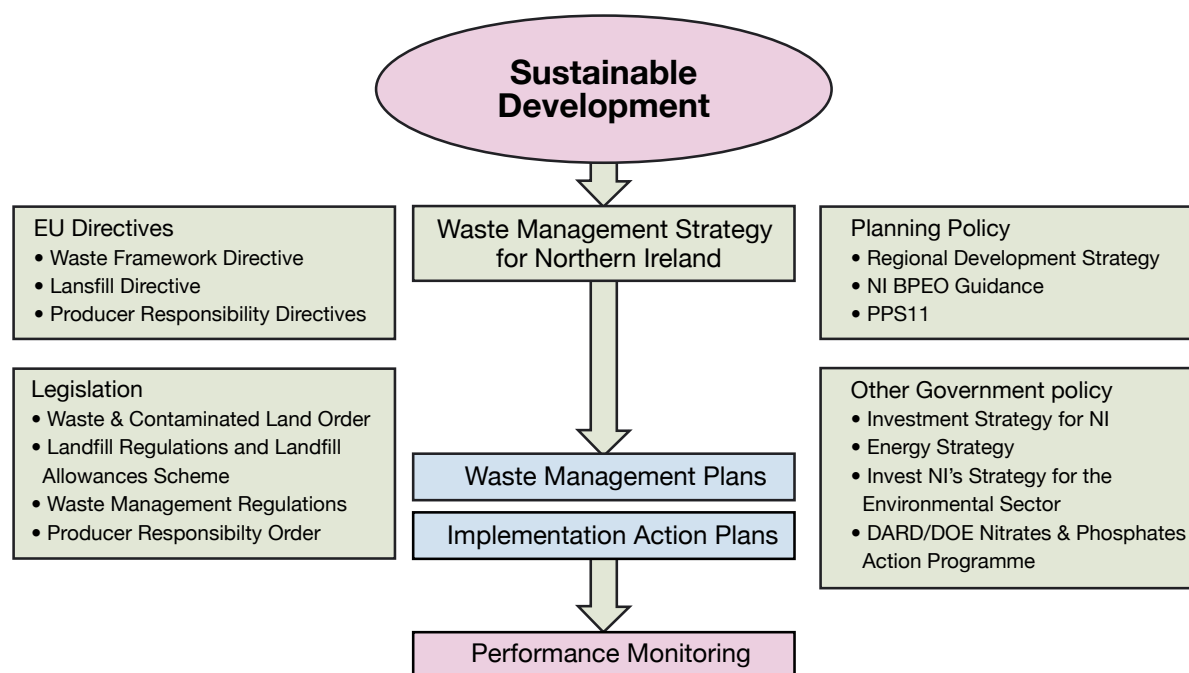 Sustainable
Development
EU Directives
• Waste Framework Directive
• Lansfill Directive
• Producer Responsibility Directives
Waste Management Strategy
for Northern Ireland
Planning Policy
• Regional Development Strategy
• NI BPEO Guidance
• PPS11
Legislation
• Waste & Contaminated Land Order
• Landfill Regulations and Landfill
Allowances Scheme
• Waste Management Regulations
• Producer Responsibilty Order
Other Government policy
• Investment Strategy for NI
• Energy Strategy
• Invest NI's Strategy for the
Environmental Sector
• DARD/DOE Nitrates & Phosphates
Action Programme
Waste Management Plans
Implementation Action Plans
Performance Monitoring